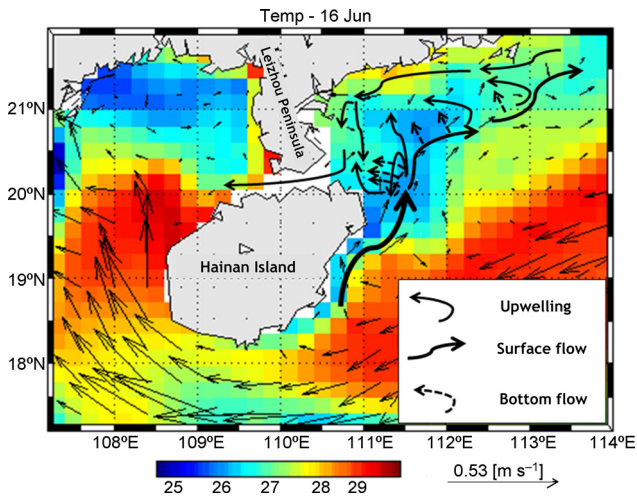 Temp - 16 Jun
Leizhou Peninsula
21ºN
20ºN
19ºN
18ºN
Hainan Island
Upwelling
Surface flow
Bottom flow
108ºE
109ºE
110ºE
111ºE
112ºE
113ºE
114ºE
25
26
27
28
29
0.53 [m s⁻¹]